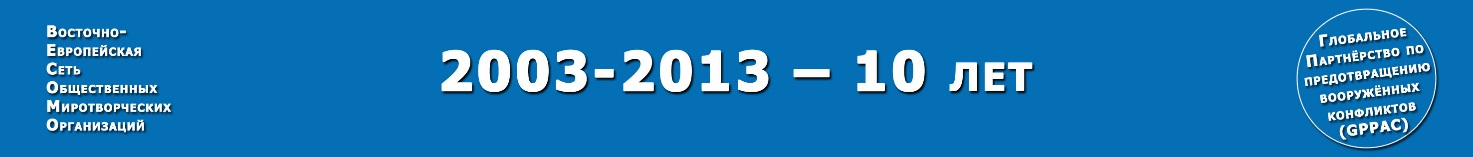 Восточно-
Европейская
Сеть
Общественных
Миротворческих
Организаций
2003-2013 – 10 лет
Глобальное
Партнёрство по
предотвращению
вооружённых
конфликтов
(GPPAC)